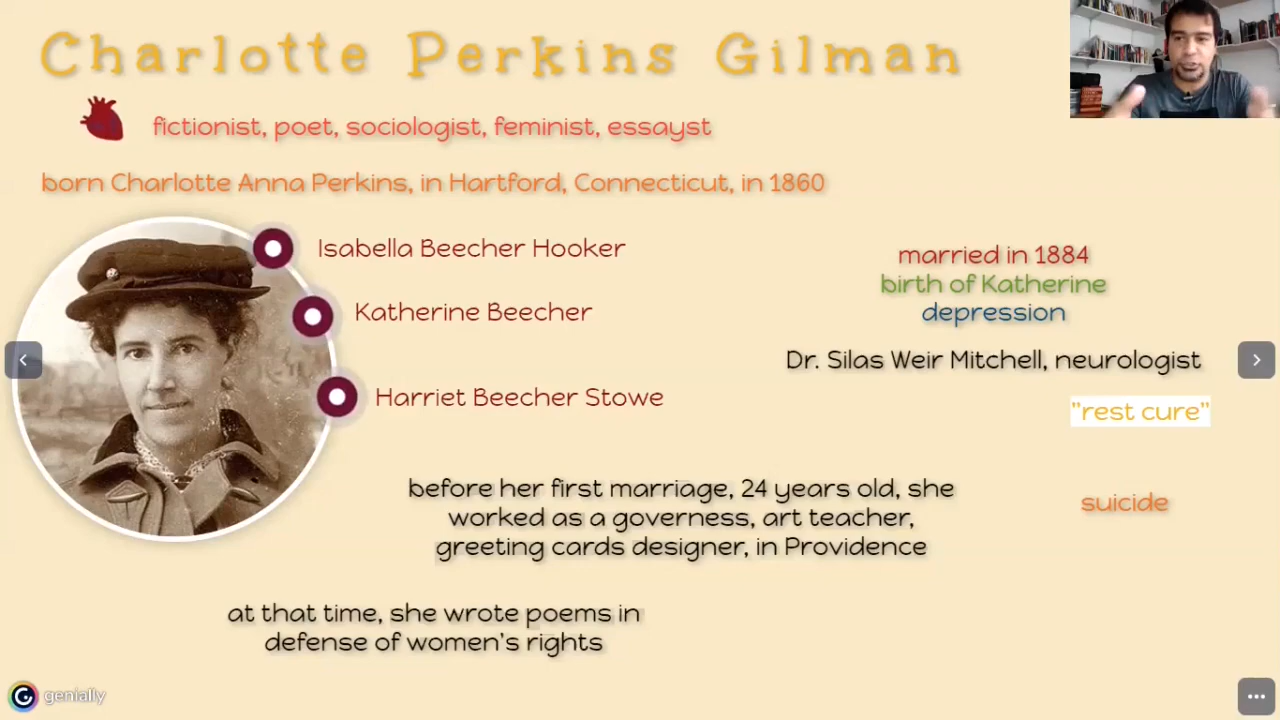 Charlotte Perkins Gilman
fictionist, poet, sociologist, feminist, essayst
born Charlotte Anna Perkins, in Hartford, Connecticut, in 1860
Isabella Beecher Hooker
Katherine Beecher
Harriet Beecher Stowe
married in 1884
birth of Katherine
depression
Dr. Silas Weir Mitchell, neurologist
"rest cure"
suicide
before her first marriage, 24 years old, she
worked as a governess, art teacher,
greeting cards designer, in Providence
at that time, she wrote poems in
defense of women's rights
genially